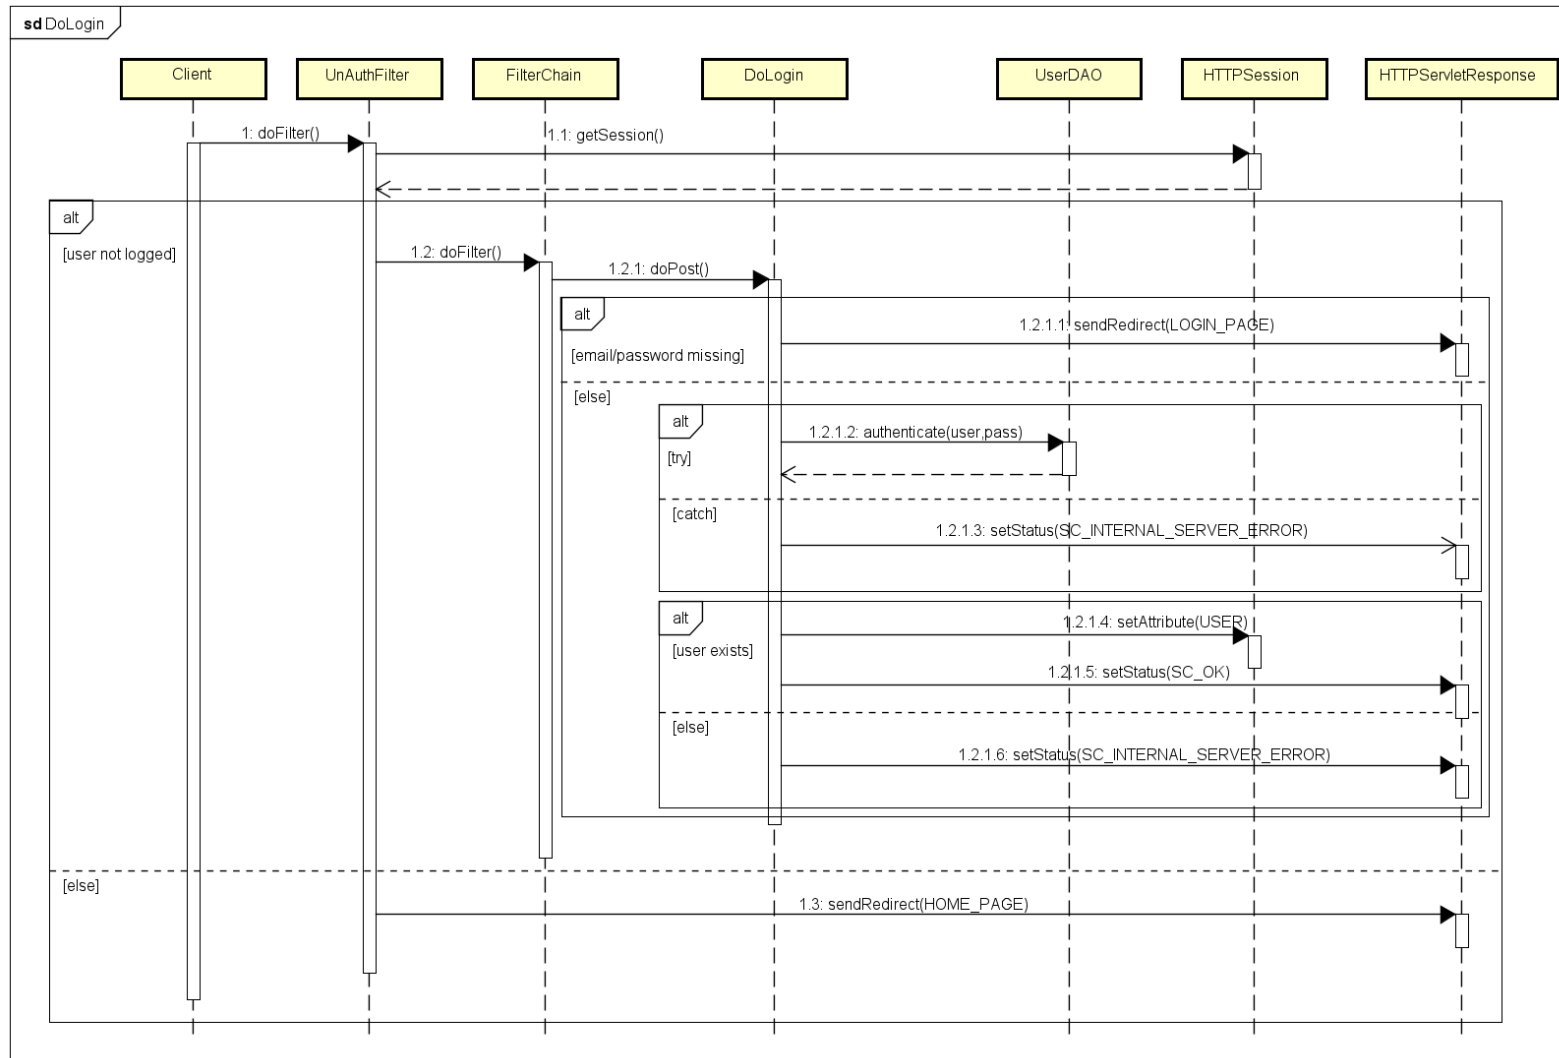 sd DoLogin
Client
UnAuthFilter
FilterChain
DoLogin
UserDAO
HTTPSession
HTTPServletResponse
1: doFilter()
1.1: getSession()
alt
[user not logged]
1.2: doFilter()
1.2.1: doPost()
alt
1.2.1.1: sendRedirect(LOGIN_PAGE)
[email/password missing]
[else]
alt
1.2.1.2: authenticate(user,pass)
[try]
[catch]
1.2.1.3: setStatus(SC_INTERNAL_SERVER_ERROR)
alt
1.2.1.4: setAttribute(USER)
[user exists]
1.2.1.5: setStatus(SC_OK)
[else]
1.2.1.6: setStatus(SC_INTERNAL_SERVER_ERROR)
[else]
1.3: sendRedirect(HOME_PAGE)